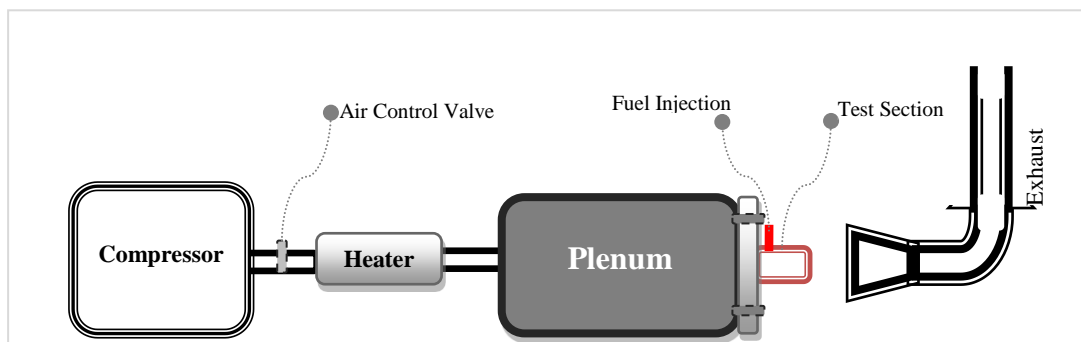 Fuel Injection
Test Section
Air Control Valve
Exhaust
Compressor
Heater
Plenum